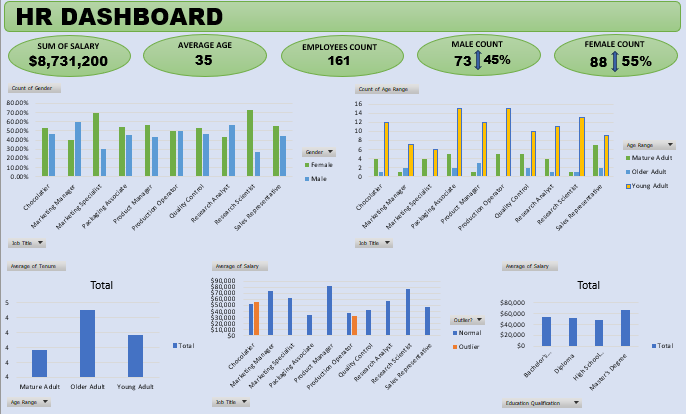 HR DASHBOARD
SUM OF SALARY
$8,731,200
AVERAGE AGE
35
EMPLOYEES COUNT
161
MALE COUNT
73 45%
FEMALE COUNT
88 55%
Count of Gender
80.00%
70.00%
60.00%
50.00%
40.00%
30.00%
20.00%
10.00%
0.00%
Chocolatier
Marketing Manager
Marketing Specialist
Packaging Associate
Product Manager
Production Operator
Quality Control
Research Analyst
Research Scientist
Sales Representative
Gender
Female
Male
Job Title
Count of Age Range
16
14
12
10
8
6
4
2
0
Chocolatier
Marketing Manager
Marketing Specialist
Packaging Associate
Product Manager
Production Operator
Quality Control
Research Analyst
Research Scientist
Sales Representative
Age Range
Mature Adult
Older Adult
Young Adult
Job Title
Average of Tenure
Total
5
4
4
4
4
4
Mature Adult
Older Adult
Young Adult
Total
Age Range
Average of Salary
$90,000
$80,000
$70,000
$60,000
$50,000
$40,000
$30,000
$20,000
$10,000
$0
Chocolatier
Marketing Manager
Marketing Specialist
Packaging Associate
Product Manager
Production Operator
Quality Control
Research Analyst
Research Scientist
Sales Representative
Outlier?
Normal
Outlier
Job Title
Average of Salary
Total
$80,000
$60,000
$40,000
$20,000
$0
Bachelor's...
Diploma
High School...
Master's Degree
Total
Education Qualification